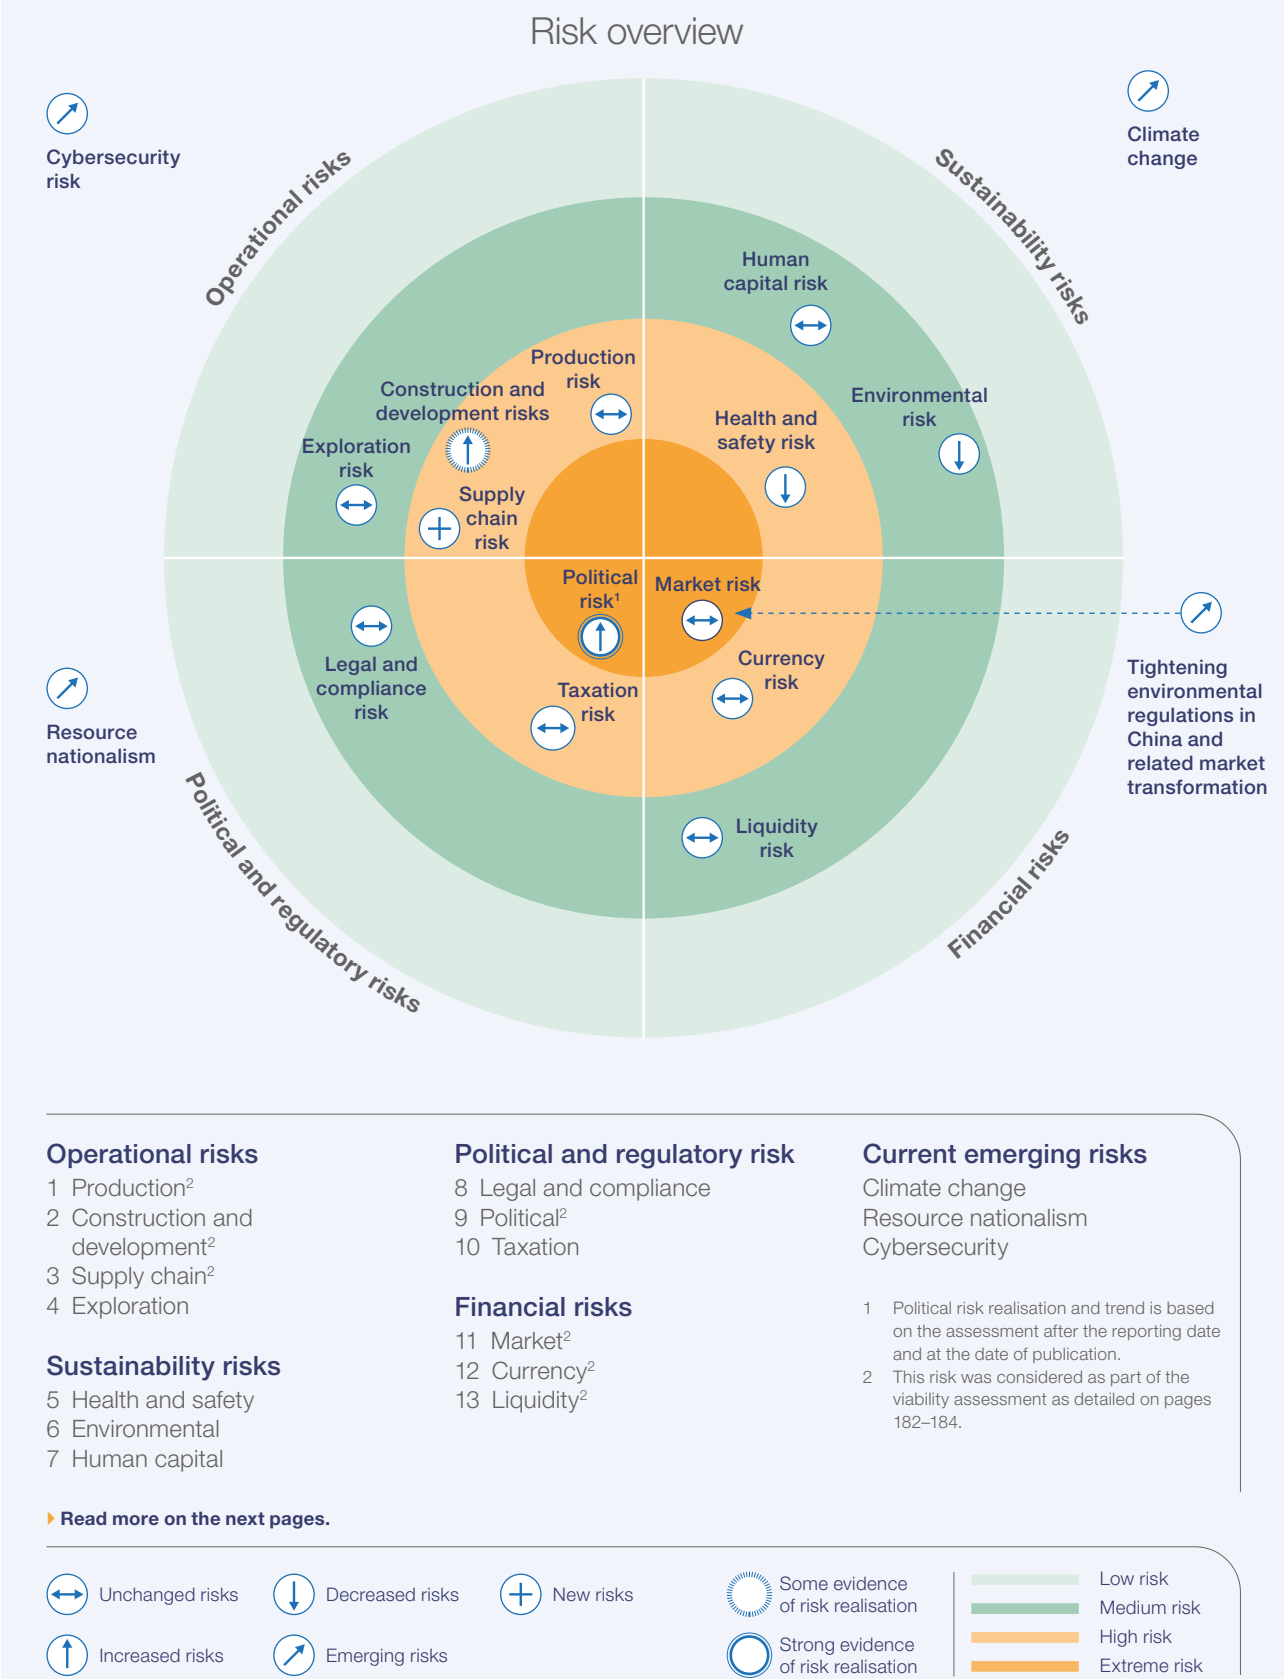 Risk overview
Cybersecurity
risk
Climate
change
Operational risks
Sustainability risks
Human
capital risk
Production
risk
Construction and
development risks
Environmental
risk
Health and
safety risk
Exploration
risk
Supply
chain
risk
Political
risk¹
Market risk
Legal and
compliance
risk
Currency
risk
Taxation
risk
Tightening
environmental
regulations in
China and
related market
transformation
Resource
nationalism
Liquidity
risk
Political and regulatory risks
Financial risks
Operational risks
1 Production²
2 Construction and
development²
3 Supply chain²
4 Exploration
Sustainability risks
5 Health and safety
6 Environmental
7 Human capital
Political and regulatory risk
8 Legal and compliance
9 Political²
10 Taxation
Financial risks
11 Market²
12 Currency²
13 Liquidity²
Current emerging risks
Climate change
Resource nationalism
Cybersecurity
1 Political risk realisation and trend is based
on the assessment after the reporting date
and at the date of publication.
2 This risk was considered as part of the
viability assessment as detailed on pages
182–184.
Read more on the next pages.
Unchanged risks
Decreased risks
New risks
Increased risks
Emerging risks
Some evidence
of risk realisation
Strong evidence
of risk realisation
Low risk
Medium risk
High risk
Extreme risk